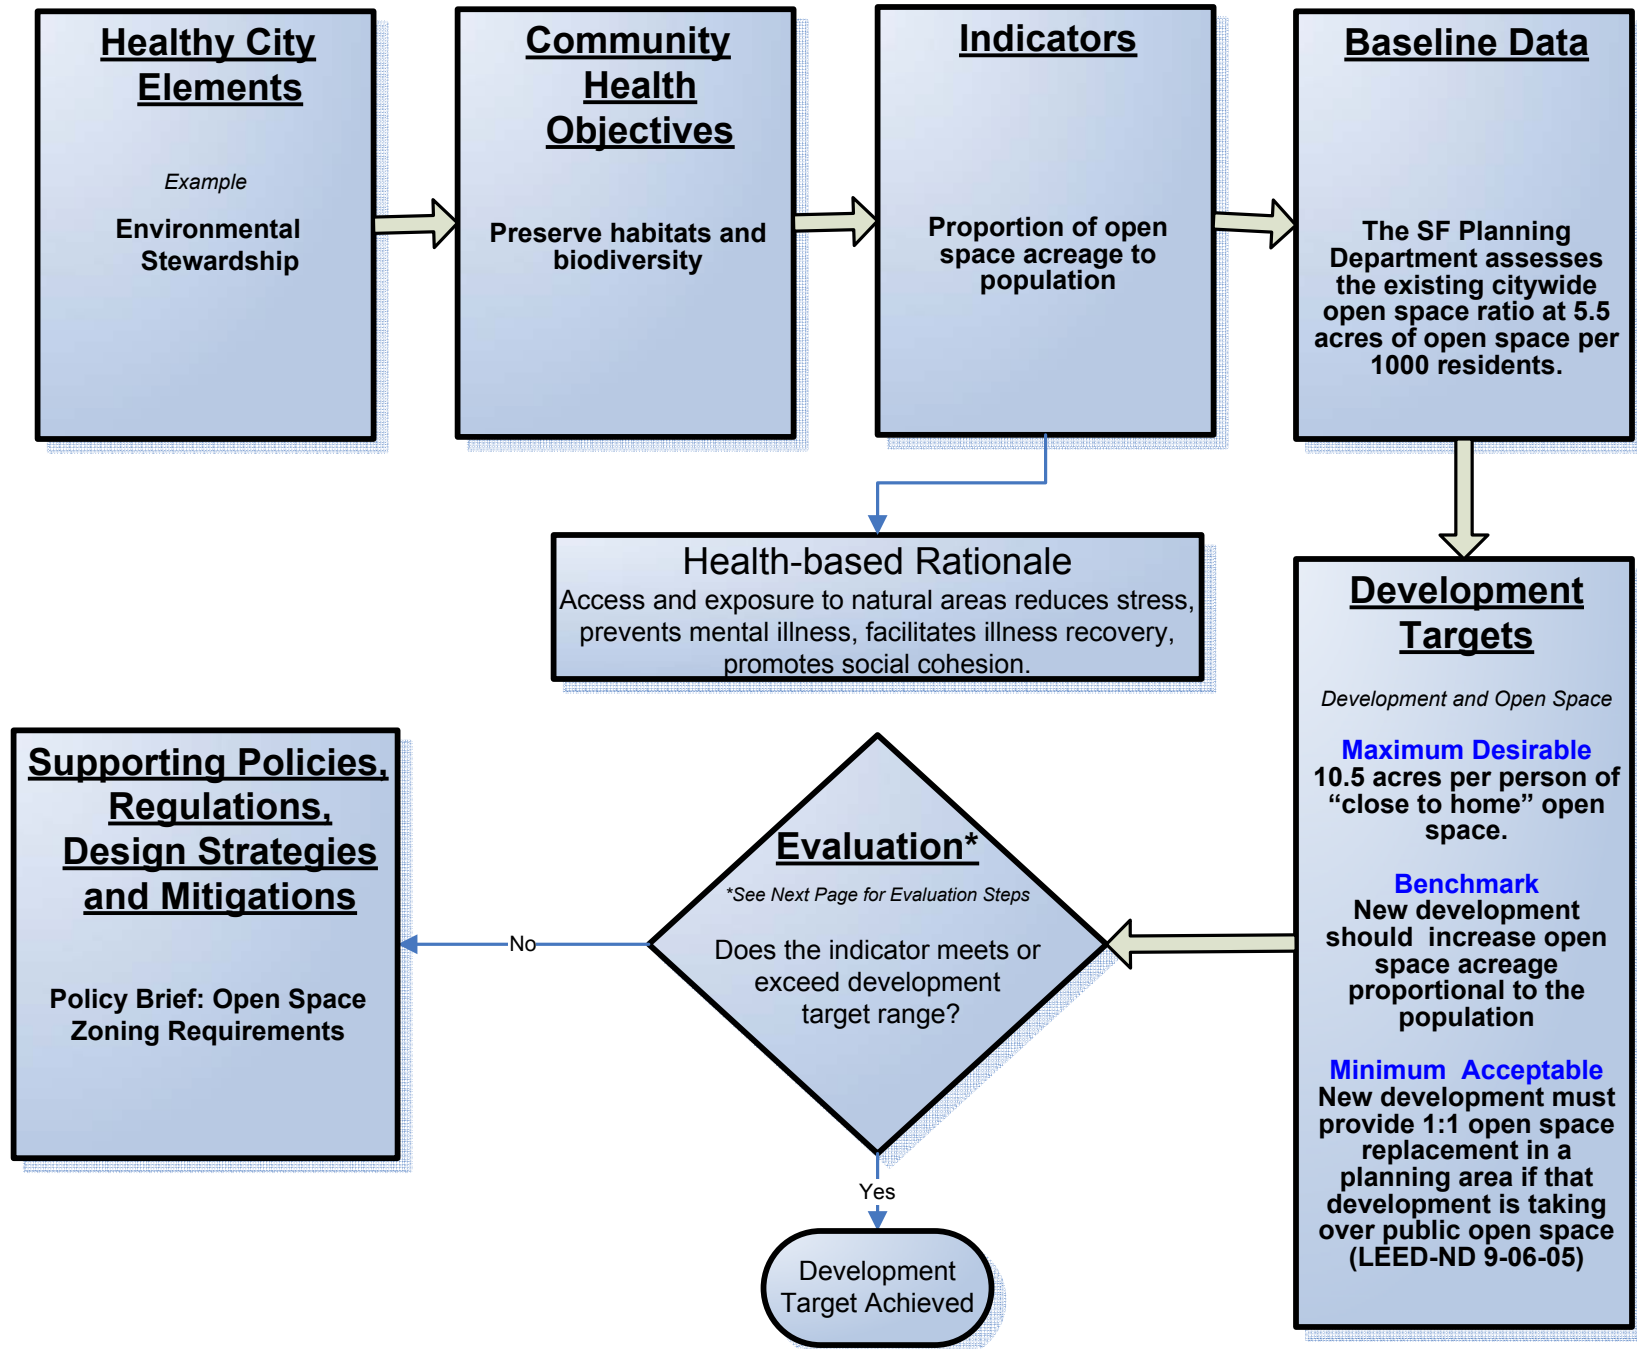 Healthy City
Elements
Example
Environmental
Stewardship
Community
Health
Objectives
Preserve habitats and
biodiversity
Indicators
Proportion of open
space acreage to
population
Baseline Data
The SF Planning
Department assesses
the existing citywide
open space ratio at 5.5
acres of open space per
1000 residents.
Health-based Rationale
Access and exposure to natural areas reduces stress,
prevents mental illness, facilitates illness recovery,
promotes social cohesion.
Development
Targets
Development and Open Space
Maximum Desirable
10.5 acres per person of
“close to home” open
space.
Benchmark
New development
should increase open
space acreage
proportional to the
population
Minimum Acceptable
New development must
provide 1:1 open space
replacement in a
planning area if that
development is taking
over public open space
(LEED-ND 9-06-05)
Evaluation*
*See Next Page for Evaluation Steps
Does the indicator meets or
exceed development
target range?
No
Supporting Policies,
Regulations,
Design Strategies
and Mitigations
Policy Brief: Open Space
Zoning Requirements
Yes
Development
Target Achieved